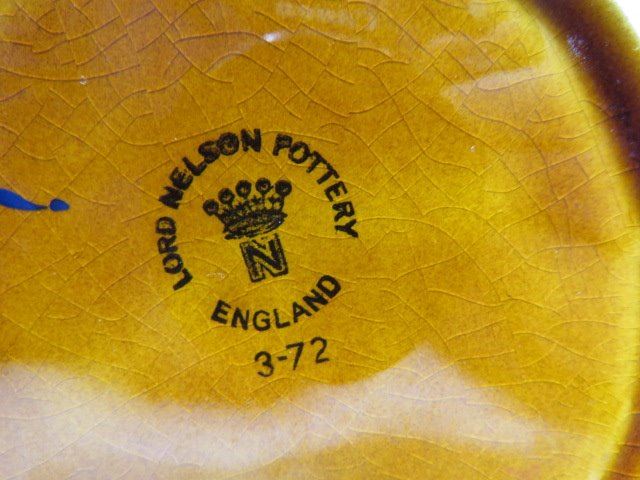 LORD NELSON POTTERY
N
ENGLAND
3-72